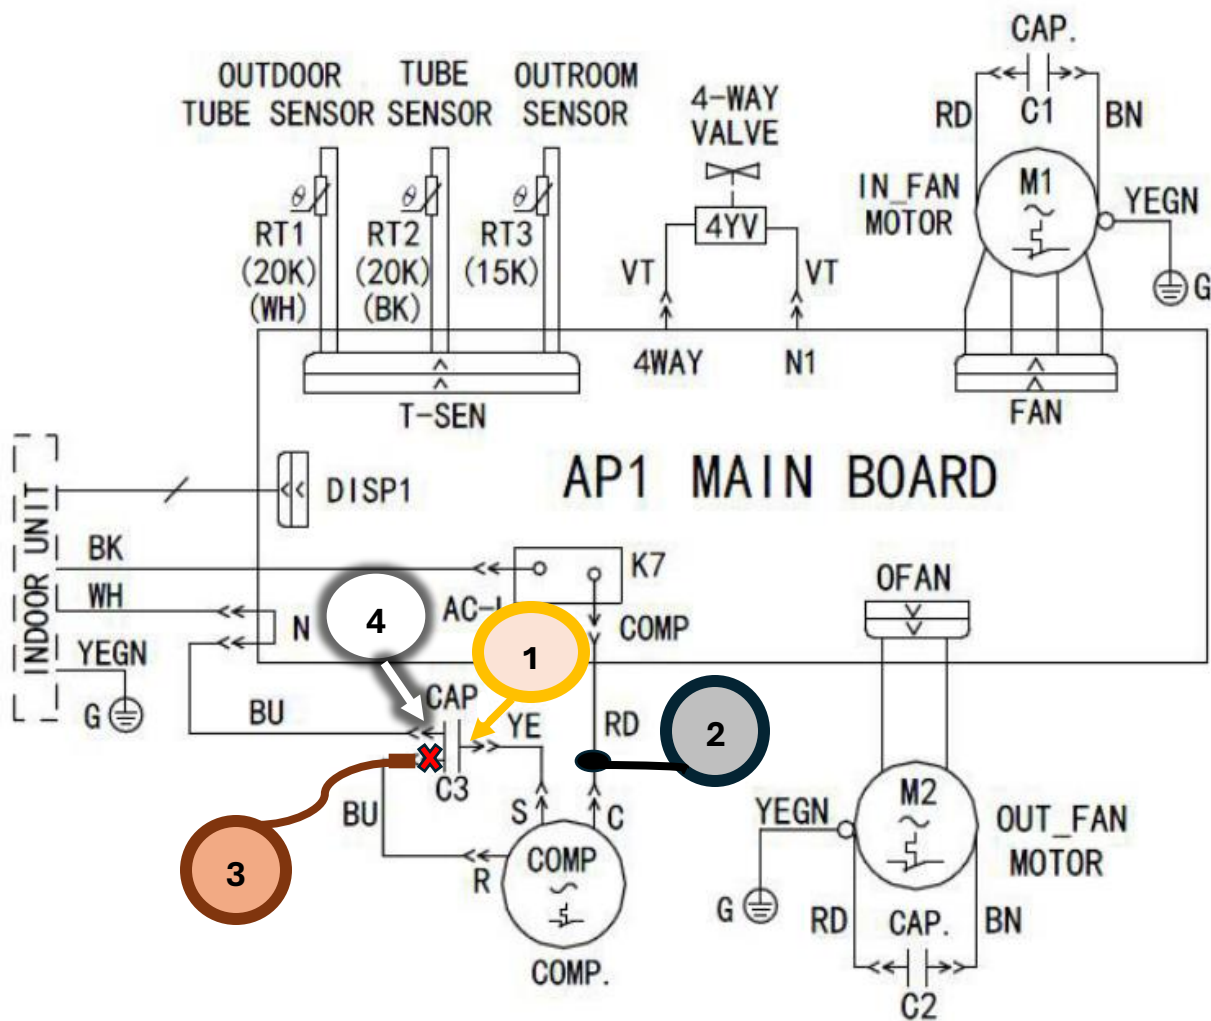 CAP.
OUTDOOR
TUBE SENSOR
TUBE
SENSOR
OUTROOM
SENSOR
4-WAY
VALVE
RD
C1
BN
IN_FAN
MOTOR
M1
YEGN
G
θ
RT1
(20K)
(WH)
θ
RT2
(20K)
(BK)
θ
RT3
(15K)
4YV
VT
VT
4WAY
N1
T-SEN
FAN
INDOOR UNIT
DISP1
AP1 MAIN BOARD
BK
K7
OFAN
WH
4
AC-
1
COMP
N
YEGN
G
BU
CAP
YE
RD
2
C3
BU
S
C
3
R
COMP
COMP.
YEGN
M2
OUT_FAN
MOTOR
G
RD
CAP.
BN
C2